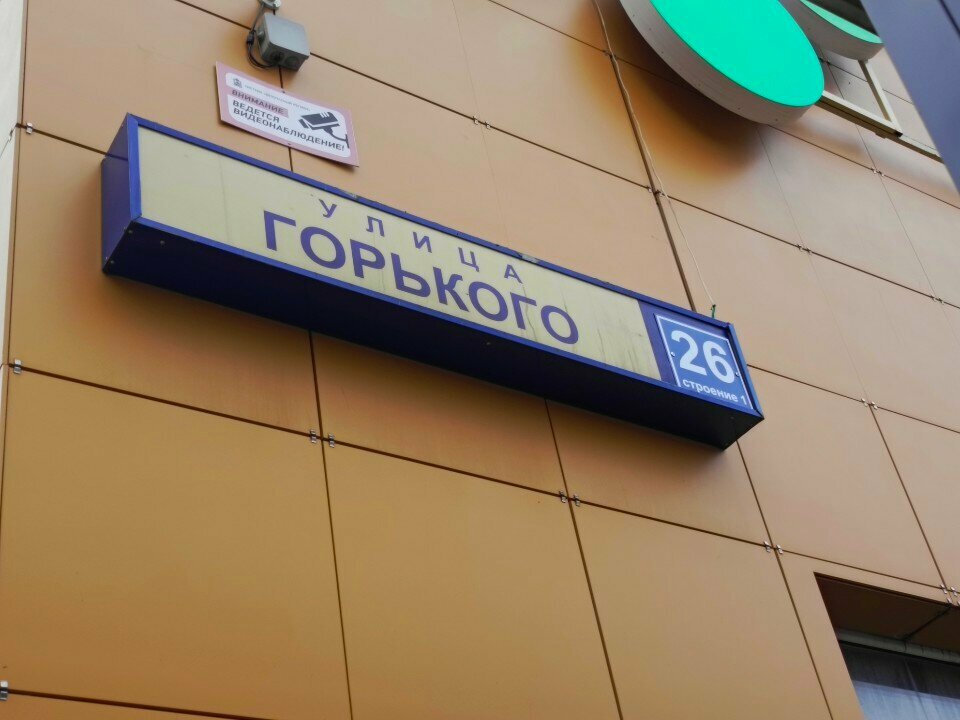 ВНИМАНИЕ
ВЕДЕТСЯ
ВИДЕОНАБЛЮДЕНИЕ!
УЛИЦА
ГОРЬКОГО
26
строение 1